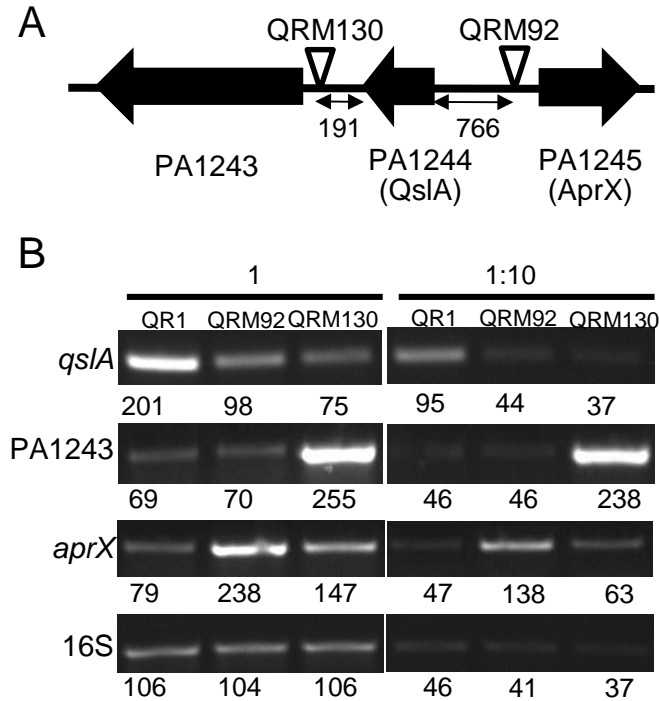 A
QRM130 QRM92
191 766
PA1243 PA1244 PA1245
(QslA) (AprX)
B
1 1:10
QR1 QRM92 QRM130 QR1 QRM92 QRM130
qslA
201 98 75 95 44 37
PA1243
69 70 255 46 46 238
aprX
79 238 147 47 138 63
16S
106 104 106 46 41 37